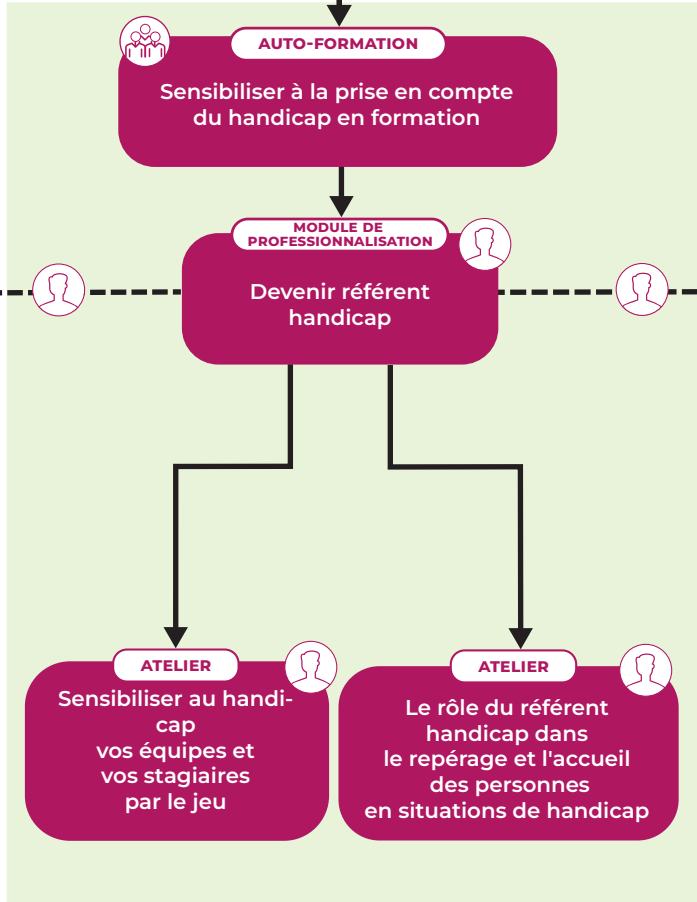 AUTO-FORMATION
Sensibiliser à la prise en compte
du handicap en formation
MODULE DE
PROFESSIONNALISATION
Devenir référent
handicap
ATELIER
Sensibiliser au handi-
cap
vos équipes et
vos stagiaires
par le jeu
ATELIER
Le rôle du référent
handicap dans
le repérage et l'accueil
des personnes
en situations de handicap